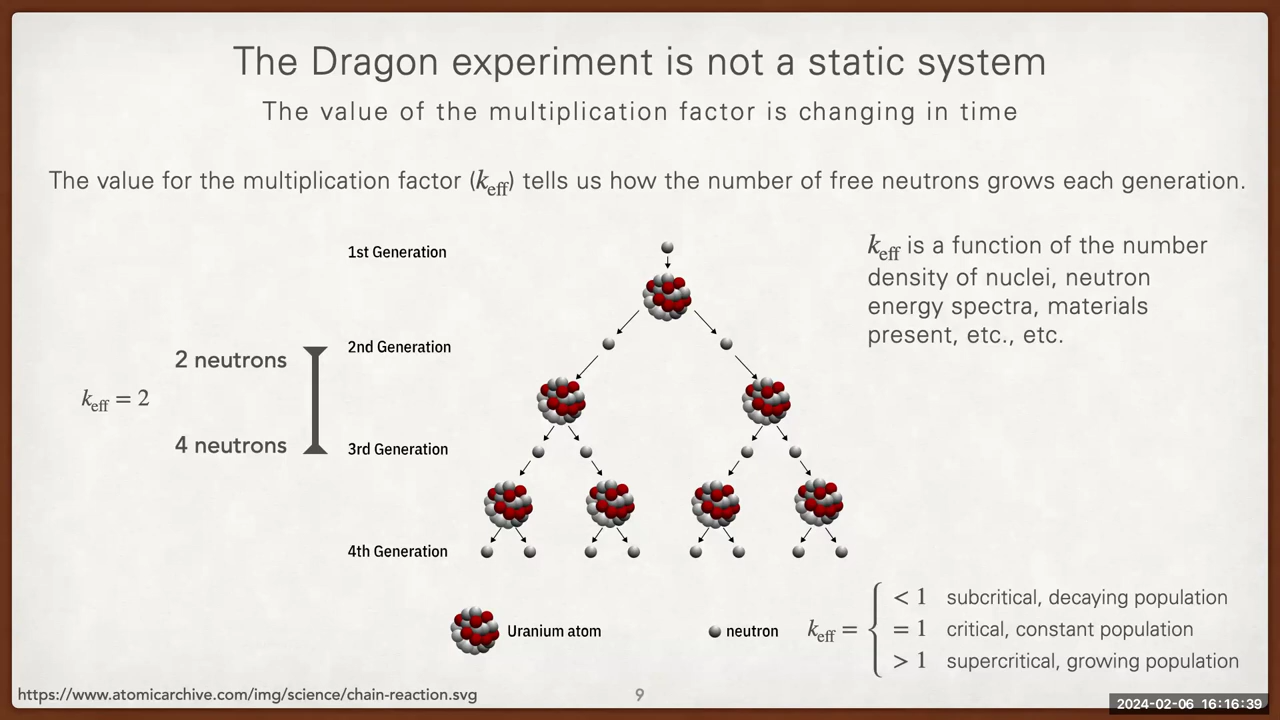 The Dragon experiment is not a static system
The value of the multiplication factor is changing in time
The value for the multiplication factor (keff) tells us how the number of free neutrons grows each generation.
1st Generation
keff is a function of the number
density of nuclei, neutron
energy spectra, materials
present, etc., etc.
2nd Generation
2 neutrons
keff = 2
4 neutrons
3rd Generation
4th Generation
Uranium atom
neutron
keff =
< 1 subcritical, decaying population
= 1 critical, constant population
> 1 supercritical, growing population
https://www.atomicarchive.com/img/science/chain-reaction.svg
9
2024-02-06 16:16:39